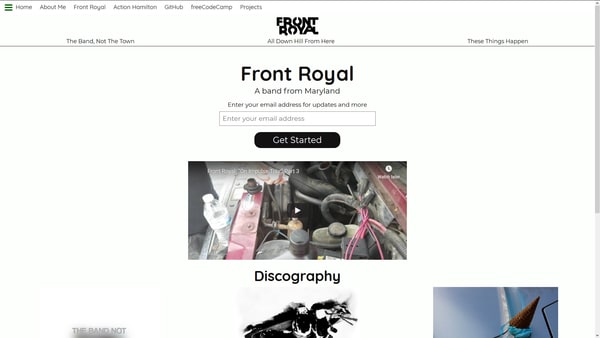 Home About Me Front Royal Action Hamilton GitHub freeCodeCamp Projects
FRONT
ROYAL
The Band, Not The Town All Down Hill From Here These Things Happen
Front Royal
A band from Maryland
Enter your email address for updates and more
Enter your email address
Get Started
Front Royal: "On Impulse Tour" Part 3
Watch later
Discography
THE BAND NOT